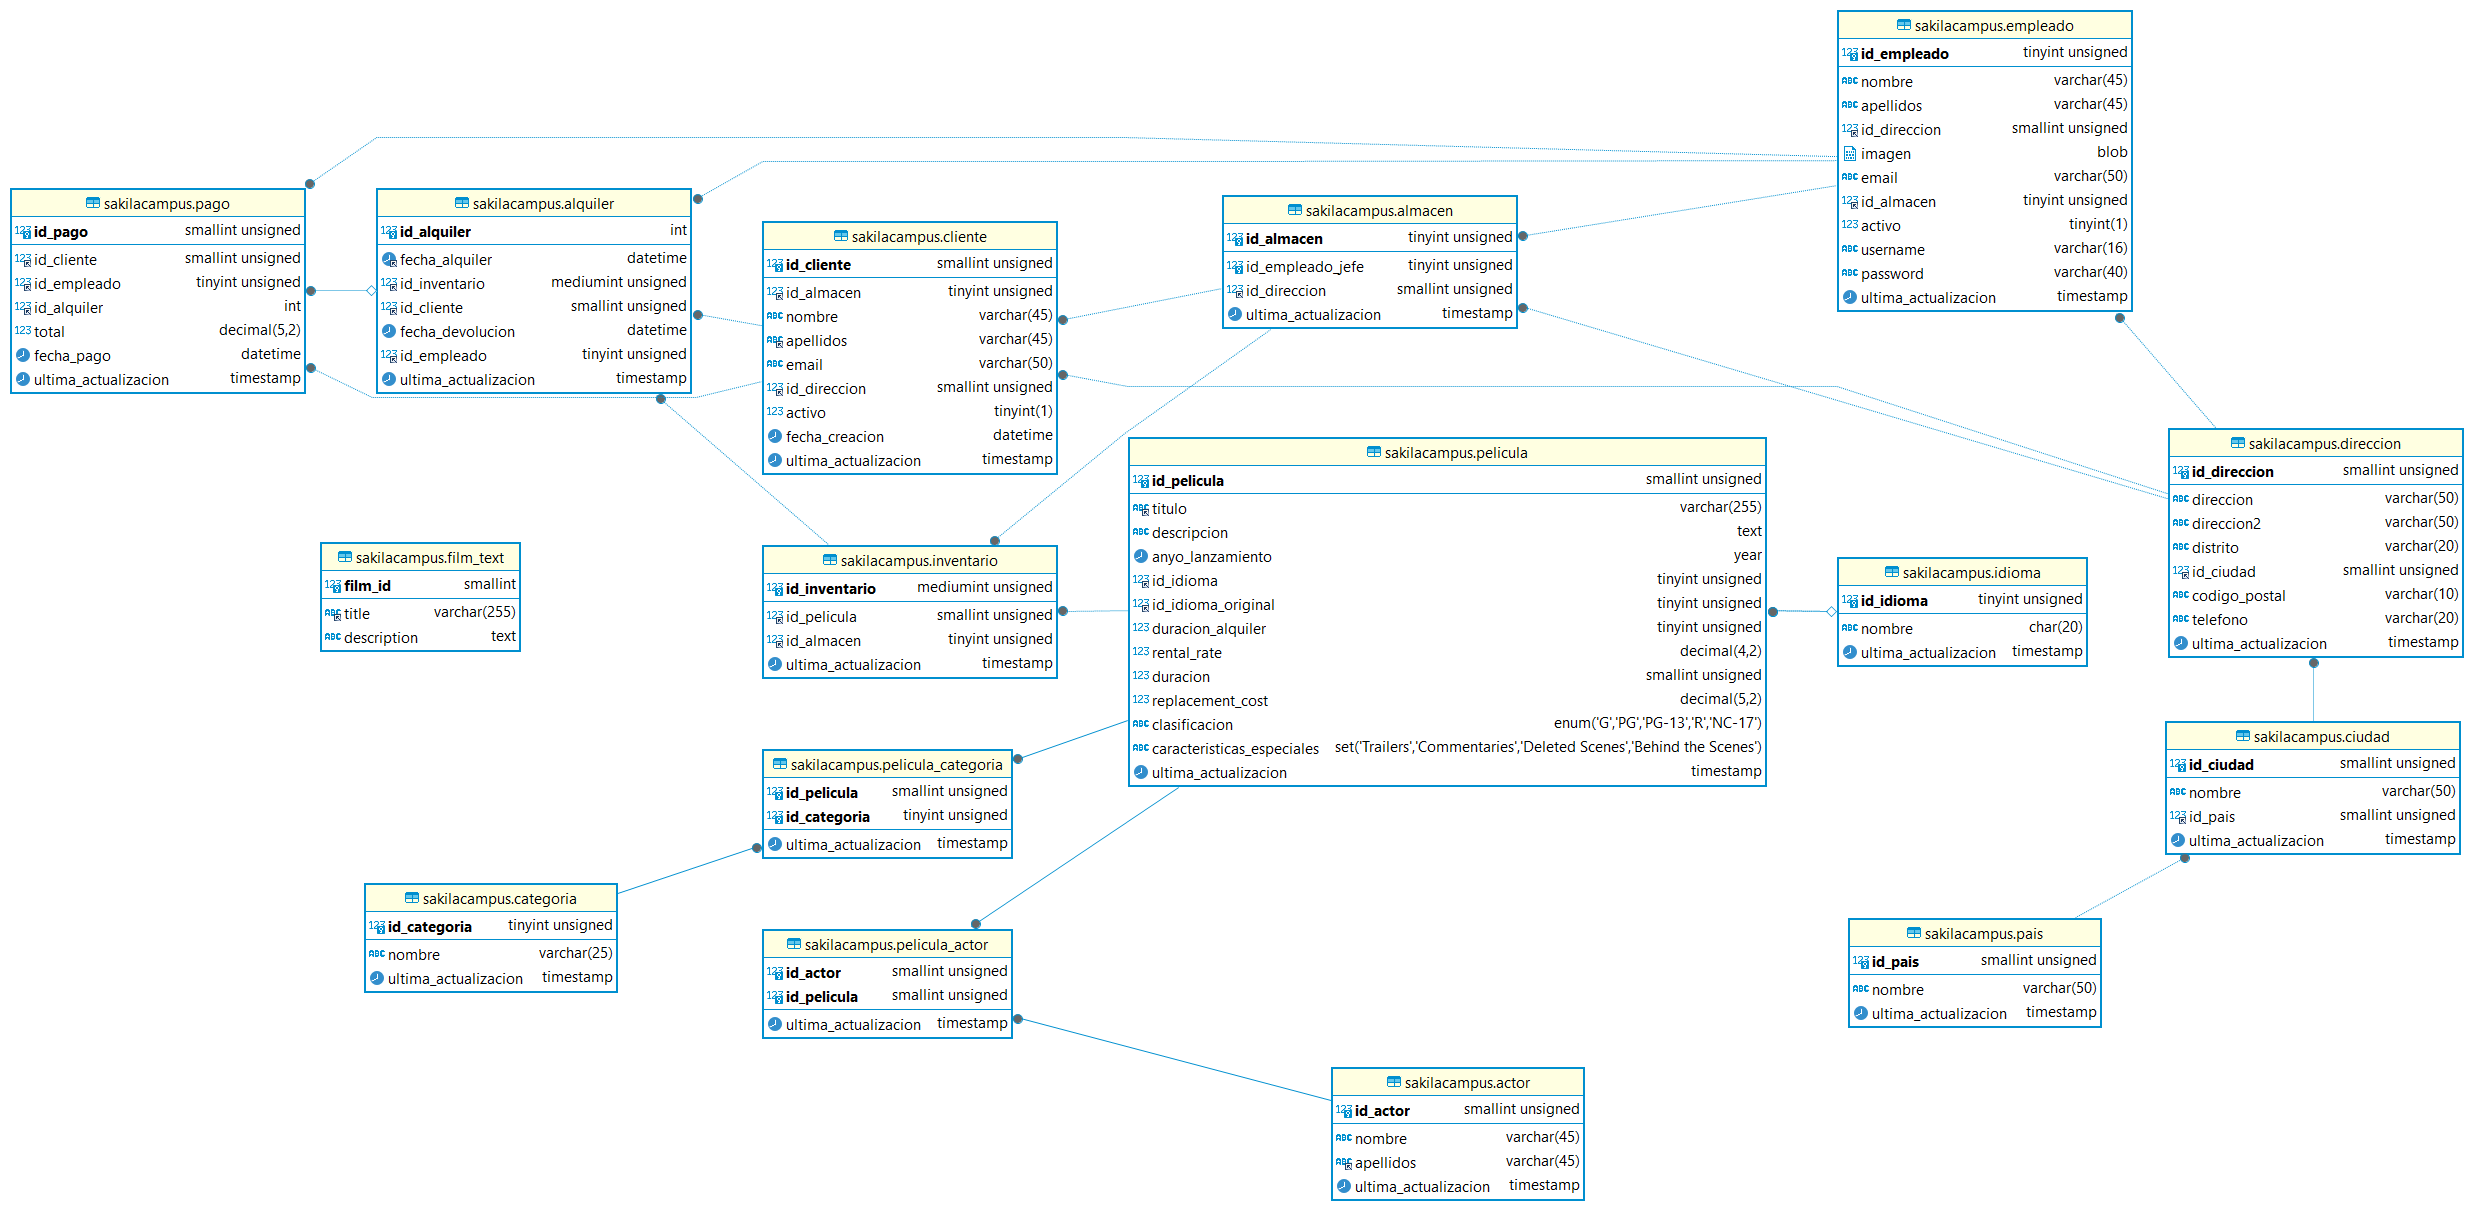 sakilacampus.empleado
id_empleado tinyint unsigned
nombre varchar(45)
apellidos varchar(45)
id_direccion smallint unsigned
imagen blob
email varchar(50)
id_almacen tinyint unsigned
activo tinyint(1)
username varchar(16)
password varchar(40)
ultima_actualizacion timestamp
sakilacampus.pago
id_pago smallint unsigned
id_cliente smallint unsigned
id_empleado tinyint unsigned
id_alquiler int
total decimal(5,2)
fecha_pago datetime
ultima_actualizacion timestamp
sakilacampus.alquiler
id_alquiler int
fecha_alquiler datetime
id_inventario mediumint unsigned
id_cliente smallint unsigned
fecha_devolucion datetime
id_empleado tinyint unsigned
ultima_actualizacion timestamp
sakilacampus.cliente
id_cliente smallint unsigned
id_almacen tinyint unsigned
nombre varchar(45)
apellidos varchar(45)
email varchar(50)
id_direccion smallint unsigned
activo tinyint(1)
fecha_creacion datetime
ultima_actualizacion timestamp
sakilacampus.almacen
id_almacen tinyint unsigned
id_empleado_jefe tinyint unsigned
id_direccion smallint unsigned
ultima_actualizacion timestamp
sakilacampus.direccion
id_direccion smallint unsigned
direccion varchar(50)
direccion2 varchar(50)
distrito varchar(20)
id_ciudad smallint unsigned
codigo_postal varchar(10)
telefono varchar(20)
ultima_actualizacion timestamp
sakilacampus.pelicula
id_pelicula smallint unsigned
titulo varchar(255)
descripcion text
anyo_lanzamiento year
id_idioma tinyint unsigned
id_idioma_original tinyint unsigned
duracion_alquiler tinyint unsigned
rental_rate decimal(4,2)
duracion smallint unsigned
replacement_cost decimal(5,2)
clasificacion enum('G','PG','PG-13','R','NC-17')
caracteristicas_especiales set('Trailers','Commentaries','Deleted Scenes','Behind the Scenes')
ultima_actualizacion timestamp
sakilacampus.film_text
film_id smallint
title varchar(255)
description text
sakilacampus.inventario
id_inventario mediumint unsigned
id_pelicula smallint unsigned
id_almacen tinyint unsigned
ultima_actualizacion timestamp
sakilacampus.idioma
id_idioma tinyint unsigned
nombre char(20)
ultima_actualizacion timestamp
sakilacampus.ciudad
id_ciudad smallint unsigned
nombre varchar(50)
id_pais smallint unsigned
ultima_actualizacion timestamp
sakilacampus.pelicula_categoria
id_pelicula smallint unsigned
id_categoria tinyint unsigned
ultima_actualizacion timestamp
sakilacampus.categoria
id_categoria tinyint unsigned
nombre varchar(25)
ultima_actualizacion timestamp
sakilacampus.pelicula_actor
id_actor smallint unsigned
id_pelicula smallint unsigned
ultima_actualizacion timestamp
sakilacampus.pais
id_pais smallint unsigned
nombre varchar(50)
ultima_actualizacion timestamp
sakilacampus.actor
id_actor smallint unsigned
nombre varchar(45)
apellidos varchar(45)
ultima_actualizacion timestamp